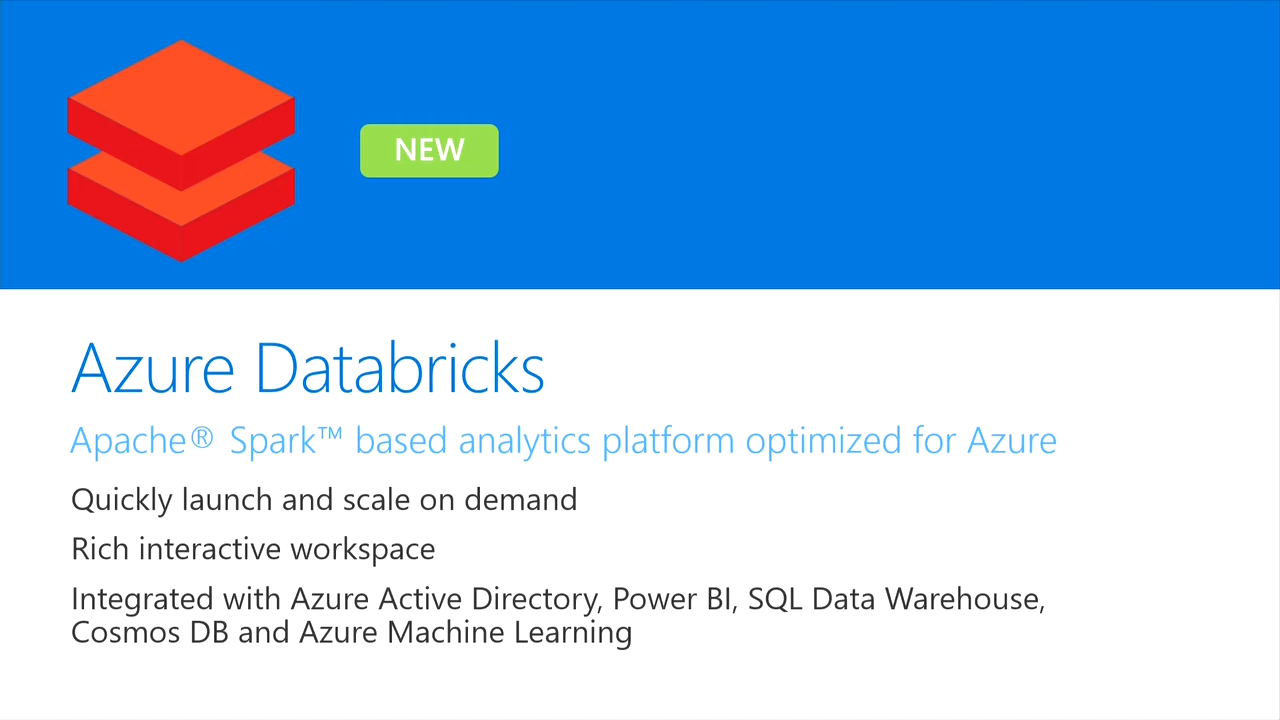 NEW
Azure Databricks
Apache® Spark™ based analytics platform optimized for Azure
Quickly launch and scale on demand
Rich interactive workspace
Integrated with Azure Active Directory, Power BI, SQL Data Warehouse,
Cosmos DB and Azure Machine Learning